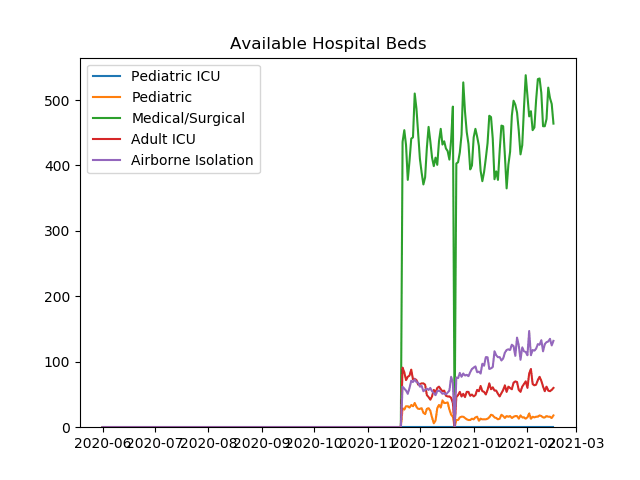 Available Hospital Beds
Pediatric ICU
Pediatric
Medical/Surgical
Adult ICU
Airborne Isolation
500
400
300
200
100
0
2020-06 2020-07 2020-08 2020-09 2020-10 2020-11 2020-12 2021-01 2021-02 2021-03